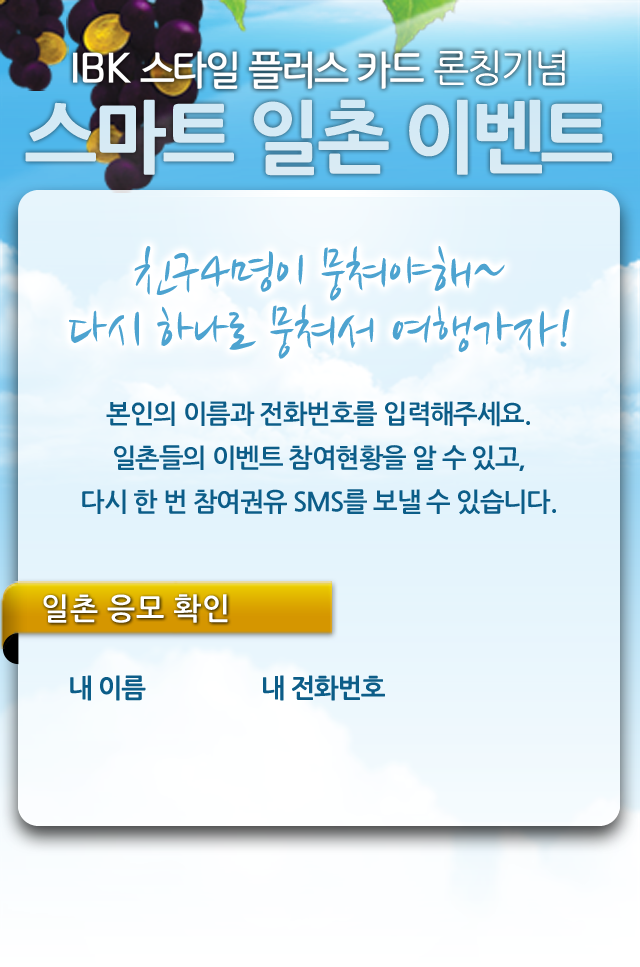 IBK 스타일 플러스 카드 론칭기념
스마트 일촌 이벤트
친구4명이 뭉쳐야해~
다시 하나로 뭉쳐서 여행가자!
본인의 이름과 전화번호를 입력해주세요.
일촌들의 이벤트 참여현황을 알 수 있고,
다시 한 번 참여권유 SMS를 보낼 수 있습니다.
일촌 응모 확인
내 이름 내 전화번호